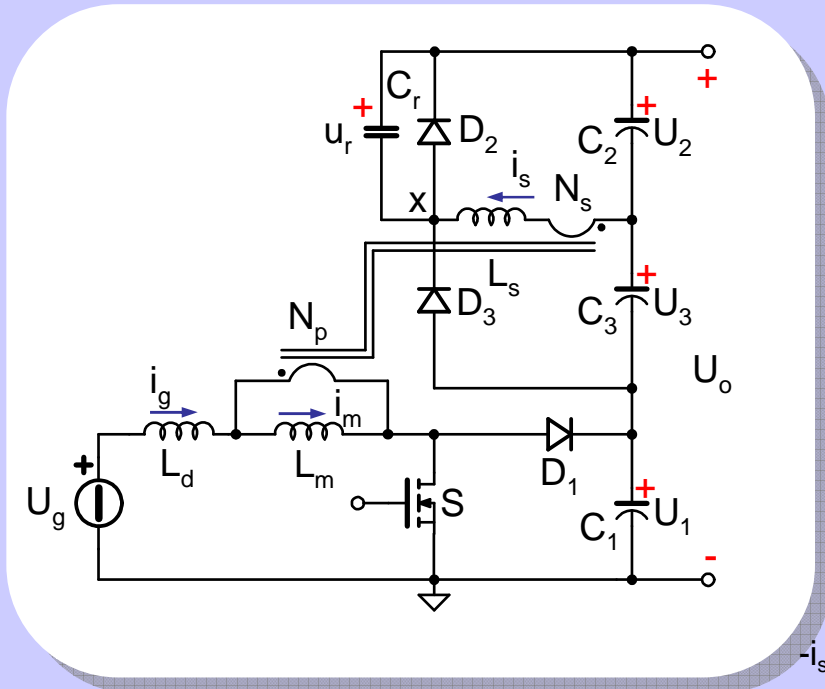 +
C_r
+
u_r
D_2
+
C_2
U_2
i_s
N_s
x
L_s
D_3
+
C_3
U_3
N_p
U_o
i_g
i_m
L_d
L_m
D_1
+
U_g
S
+
C_1
U_1
-
-i_s